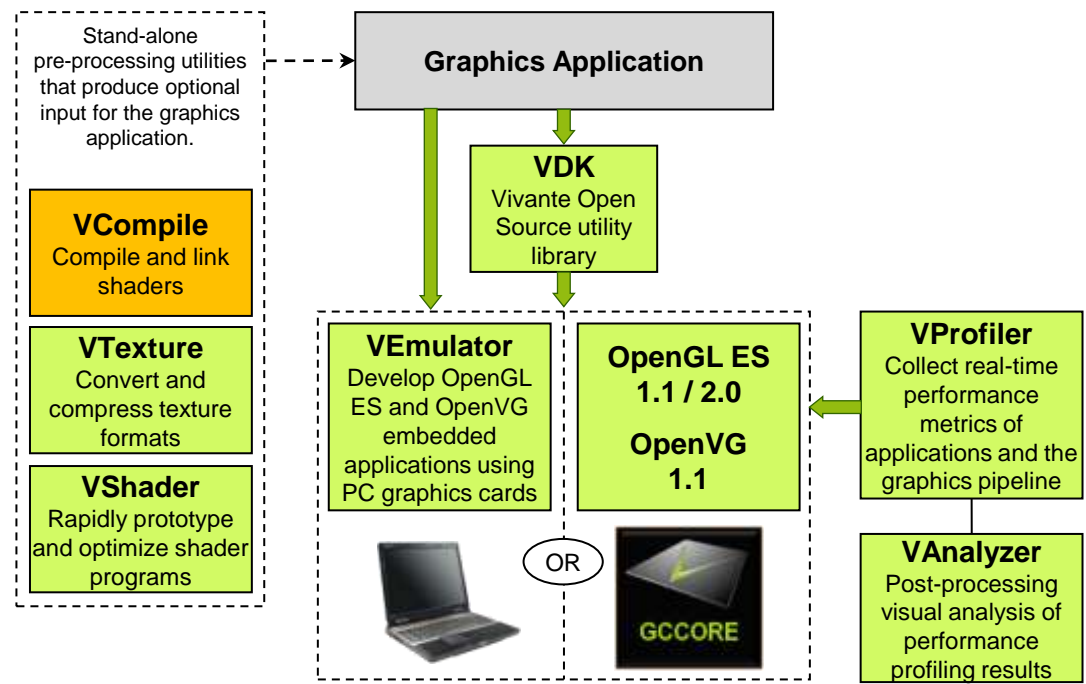 Stand-alone
pre-processing utilities
that produce optional
input for the graphics
application.
Graphics Application
VDK
Vivante Open
Source utility
library
VCompile
Compile and link
shaders
VTexture
Convert and
compress texture
formats
VShader
Rapidly prototype
and optimize shader
programs
VEmulator
Develop OpenGL
ES and OpenVG
embedded
applications using
PC graphics cards
OpenGL ES
1.1 / 2.0
OpenVG
1.1
OR
GCCORE
VProfiler
Collect real-time
performance
metrics of
applications and the
graphics pipeline
VAnalyzer
Post-processing
visual analysis of
performance
profiling results